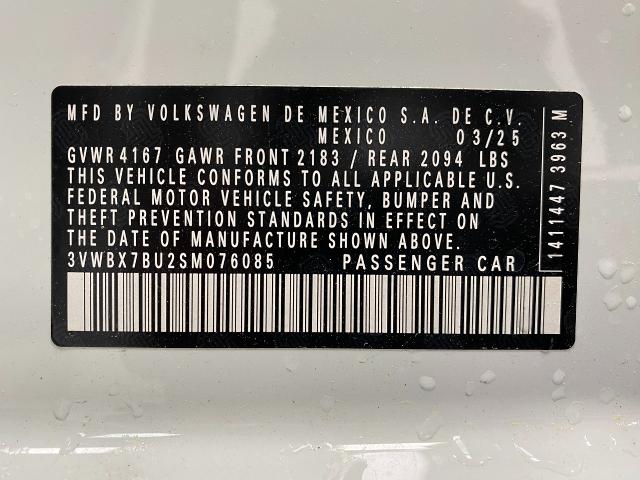 MFD BY VOLKSWAGEN DE MEXICO S.A. DE C.V.
MEXICO 03/25
GVWR 4167 GAWR FRONT 2183 / REAR 2094 LBS
THIS VEHICLE CONFORMS TO ALL APPLICABLE U.S.
FEDERAL MOTOR VEHICLE SAFETY, BUMPER AND
THEFT PREVENTION STANDARDS IN EFFECT ON
THE DATE OF MANUFACTURE SHOWN ABOVE.
3VWBX7BU2SM076085 PASSENGER CAR
1411447 3963 M